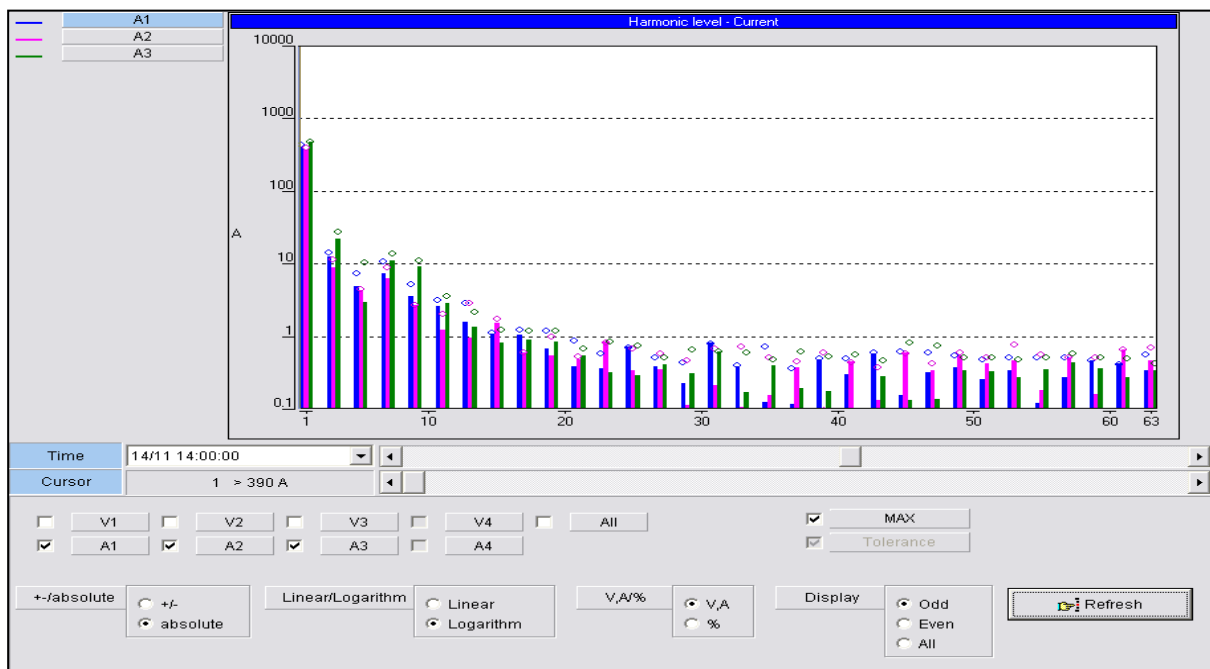 A1
A2
A3
Harmonic level - Current
10000
1000
100
10
1
0.1
A
1 10 20 30 40 50 60 63
Time 14/11 14:00:00
Cursor 1 > 390 A
V1 V2 V3 V4 All
A1 A2 A3 A4
MAX
Tolerance
+-/absolute
+/-
absolute
Linear/Logarithm
Linear
Logarithm
V,A/%
V,A
%
Display
Odd
Even
All
Refresh